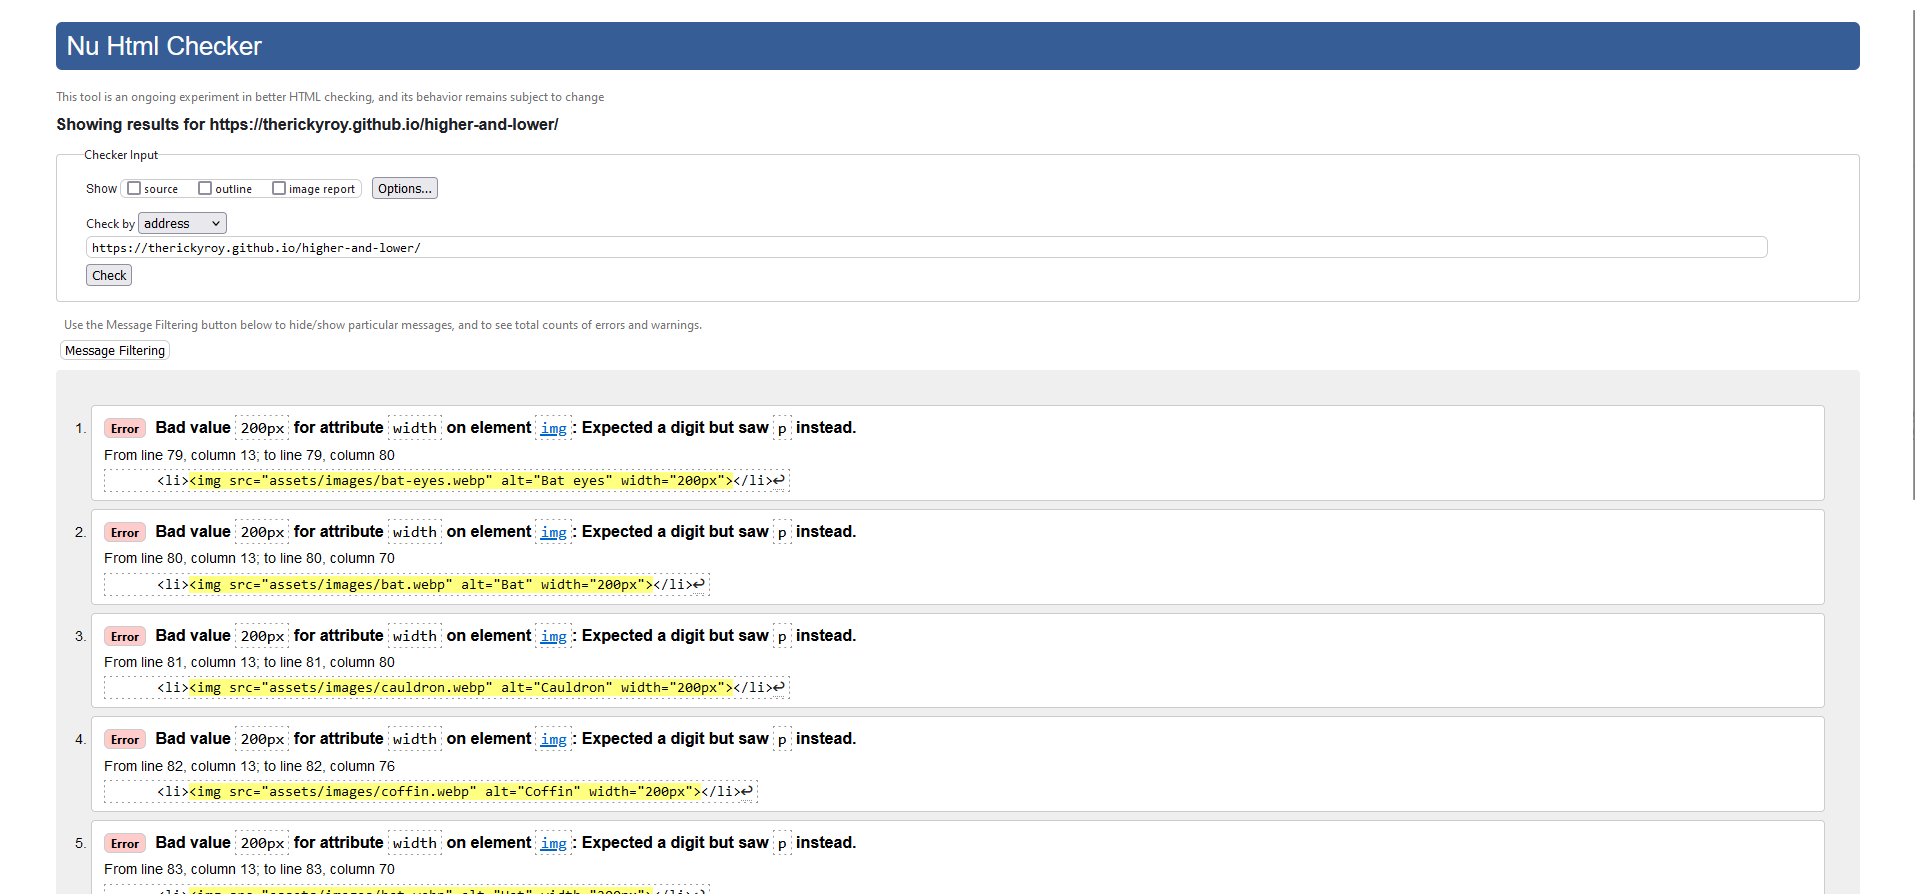 Nu Html Checker
This tool is an ongoing experiment in better HTML checking, and its behavior remains subject to change
Showing results for https://therickyroy.github.io/higher-and-lower/
Checker Input
Show source outline image report Options...
Check by address
https://therickyroy.github.io/higher-and-lower/
Check
Use the Message Filtering button below to hide/show particular messages, and to see total counts of errors and warnings.
Message Filtering
1. Error Bad value 200px for attribute width on element img: Expected a digit but saw p instead.
From line 79, column 13; to line 79, column 80
<li><img src="assets/images/bat-eyes.webp" alt="Bat eyes" width="200px"></li>↩
2. Error Bad value 200px for attribute width on element img: Expected a digit but saw p instead.
From line 80, column 13; to line 80, column 70
<li><img src="assets/images/bat.webp" alt="Bat" width="200px"></li>↩
3. Error Bad value 200px for attribute width on element img: Expected a digit but saw p instead.
From line 81, column 13; to line 81, column 80
<li><img src="assets/images/cauldron.webp" alt="Cauldron" width="200px"></li>↩
4. Error Bad value 200px for attribute width on element img: Expected a digit but saw p instead.
From line 82, column 13; to line 82, column 76
<li><img src="assets/images/coffin.webp" alt="Coffin" width="200px"></li>↩
5. Error Bad value 200px for attribute width on element img: Expected a digit but saw p instead.
From line 83, column 13; to line 83, column 70